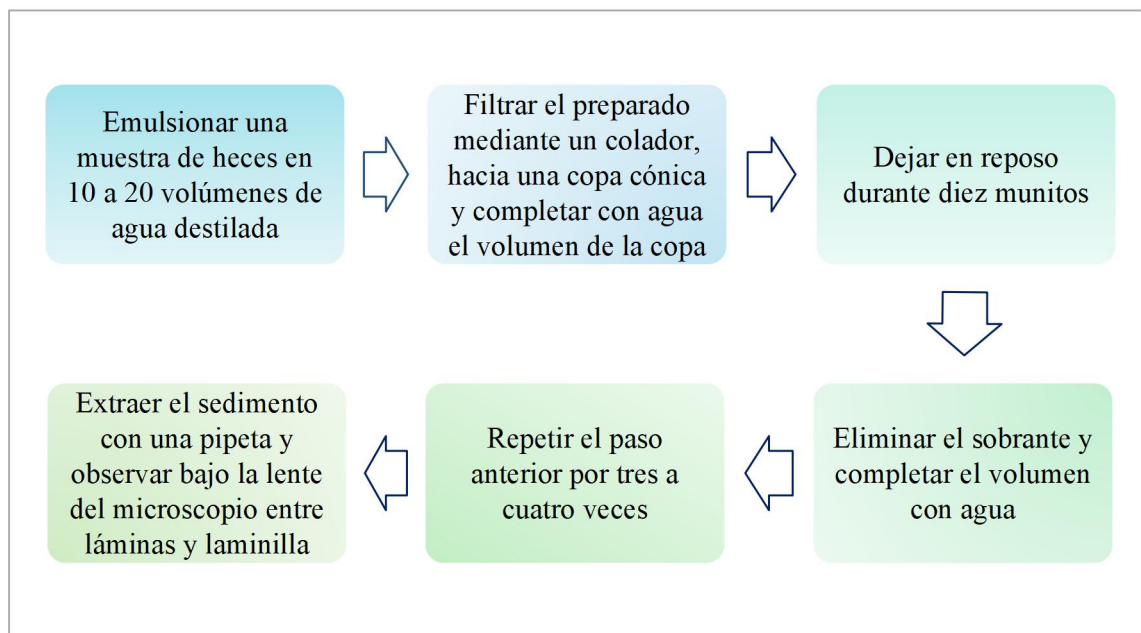 Emulsionar una
muestra de heces en
10 a 20 volúmenes de
agua destilada
Filtrar el preparado
mediante un colador,
hacia una copa cónica
y completar con agua
el volumen de la copa
Dejar en reposo
durante diez munitos
Eliminar el sobrante y
completar el volumen
con agua
Repetir el paso
anterior por tres a
cuatro veces
Extraer el sedimento
con una pipeta y
observar bajo la lente
del microscopio entre
láminas y laminilla